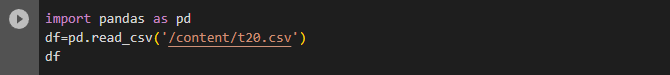 import pandas as pd
df=pd.read_csv('/content/t20.csv')
df